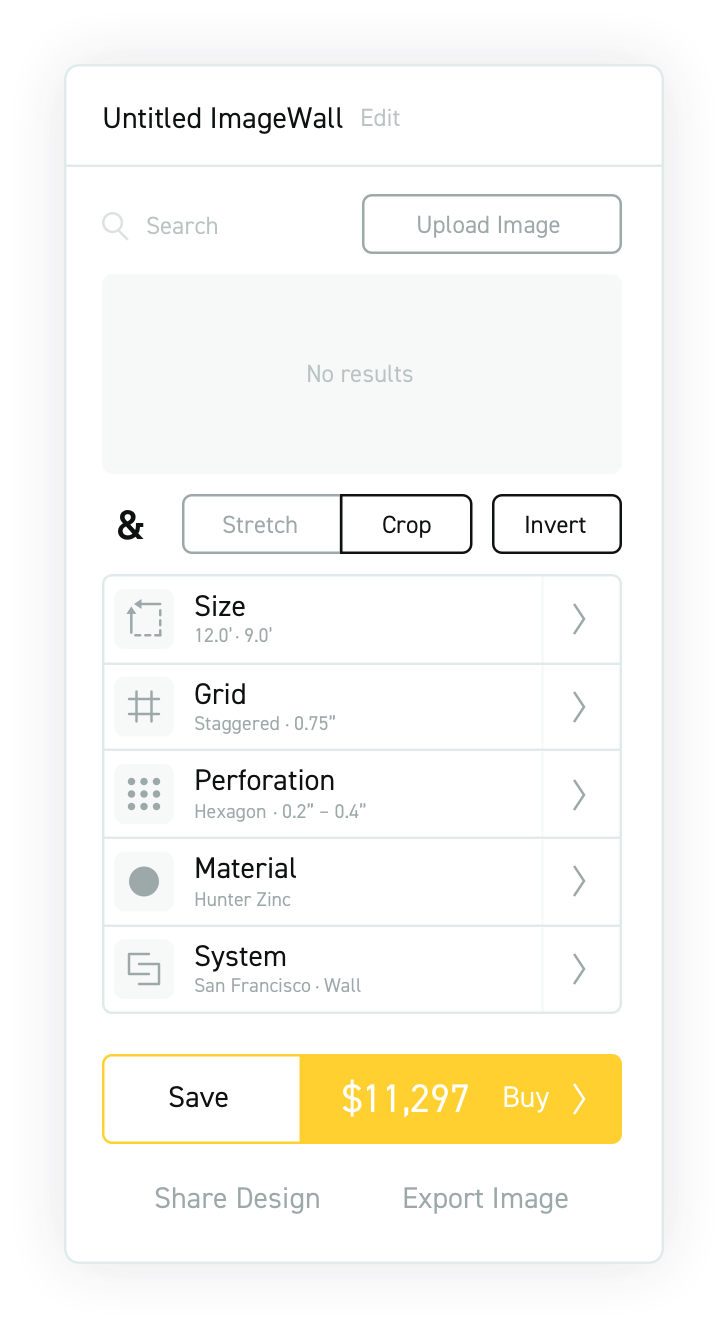 Untitled ImageWall Edit
Search Upload Image
No results
& Stretch Crop Invert
Size
12.0’ · 9.0’
Grid
Staggered · 0.75”
Perforation
Hexagon · 0.2” – 0.4”
Material
Hunter Zinc
System
San Francisco · Wall
Save $11,297 Buy
Share Design Export Image